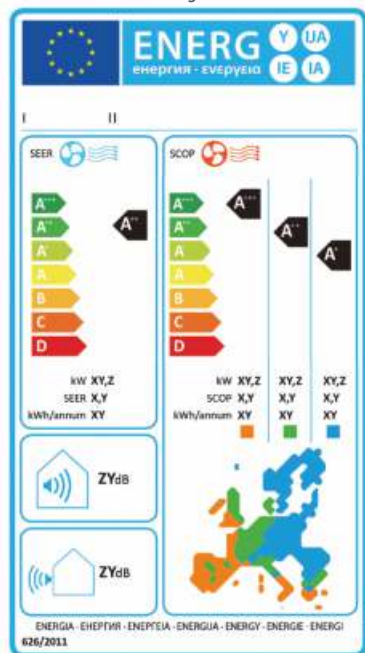 ENERG Y UA
енергия · ενεργεια IE IA
I II
SEER
SCOP
A+++ A+++ A+++
A++ A++ A++ A++
A+ A+ A+
A A
B B
C C
D D
kW XY,Z kW XY,Z XY,Z XY,Z
SEER X,Y SCOP X,Y X,Y X,Y
kWh/annum XY kWh/annum XY XY XY
ZYdB
ZYdB
ENERGIA · ЕНЕРГИЯ · ΕΝΕΡΓΕΙΑ · ENERGIJA · ENERGY · ENERGIE · ENERGI
626/2011